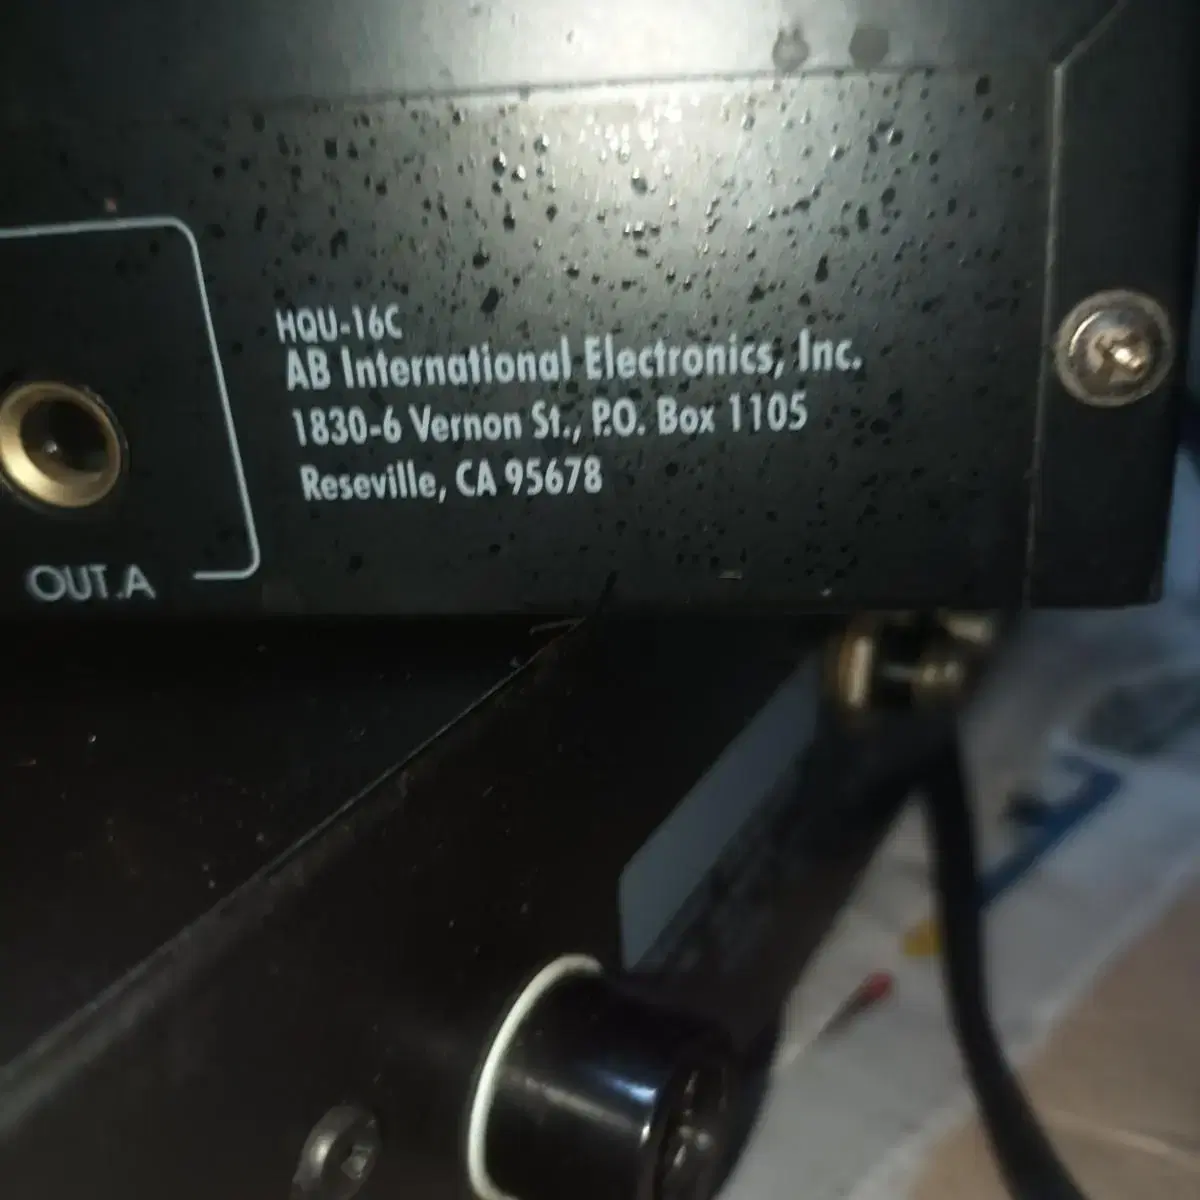 HQU-16C
AB International Electronics, Inc.
1830-6 Vernon St., P.O. Box 1105
Reseville, CA 95678
OUT.A